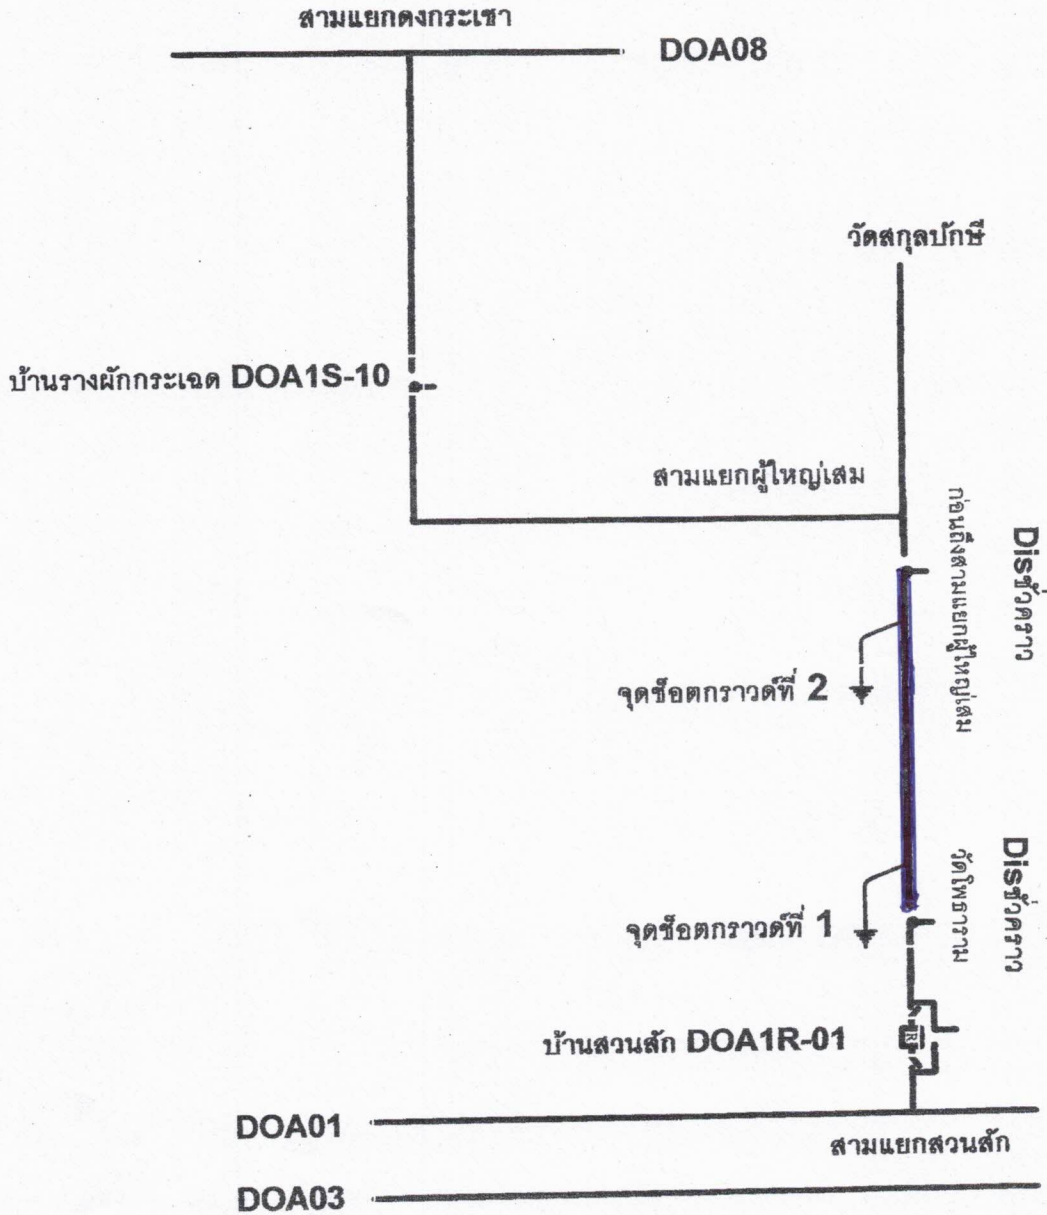 สามแยกดงกระเชา
DOA08
วัดสกุลปักษี
บ้านรางผักกระเฉด DOA1S-10
สามแยกผู้ใหญ่เสม
ก่อนถึงสามแยกผู้ใหญ่เสม
Disชั่วคราว
จุดช็อตกราวด์ที่ 2
วัดโพธาราม
Disชั่วคราว
จุดช็อตกราวด์ที่ 1
บ้านสวนสัก DOA1R-01
R
DOA01
สามแยกสวนสัก
DOA03